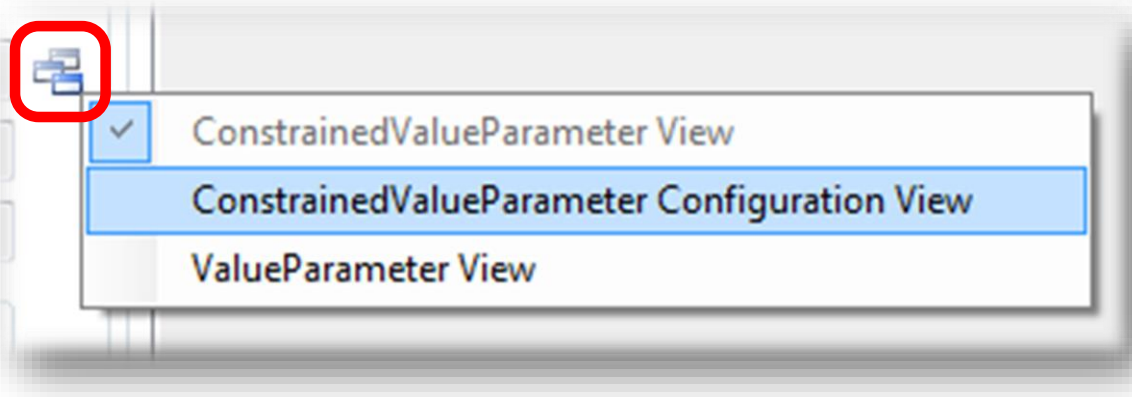 ConstrainedValueParameter View
ConstrainedValueParameter Configuration View
ValueParameter View